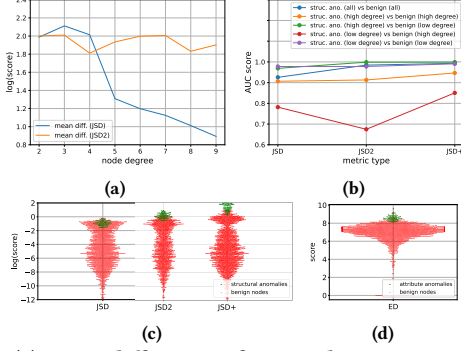 2.4
2.2
2.0
1.8
1.6
1.4
1.2
1.0
0.8
log(score)
mean diff. (JSD)
mean diff. (JSD2)
2 3 4 5 6 7 8 9
node degree
(a)
struc. ano. (all) vs benign (all)
struc. ano. (high degree) vs benign (high degree)
struc. ano. (high degree) vs benign (low degree)
struc. ano. (low degree) vs benign (high degree)
struc. ano. (low degree) vs benign (low degree)
AUC score
1.0
0.9
0.8
0.7
0.6
JSD JSD2 JSD+
metric type
(b)
2
0
−2
−4
−6
−8
−10
−12
log(score)
structural anomalies
benign nodes
JSD JSD2 JSD+
(c)
10
8
6
4
2
0
score
attribute anomalies
benign nodes
ED
(d)